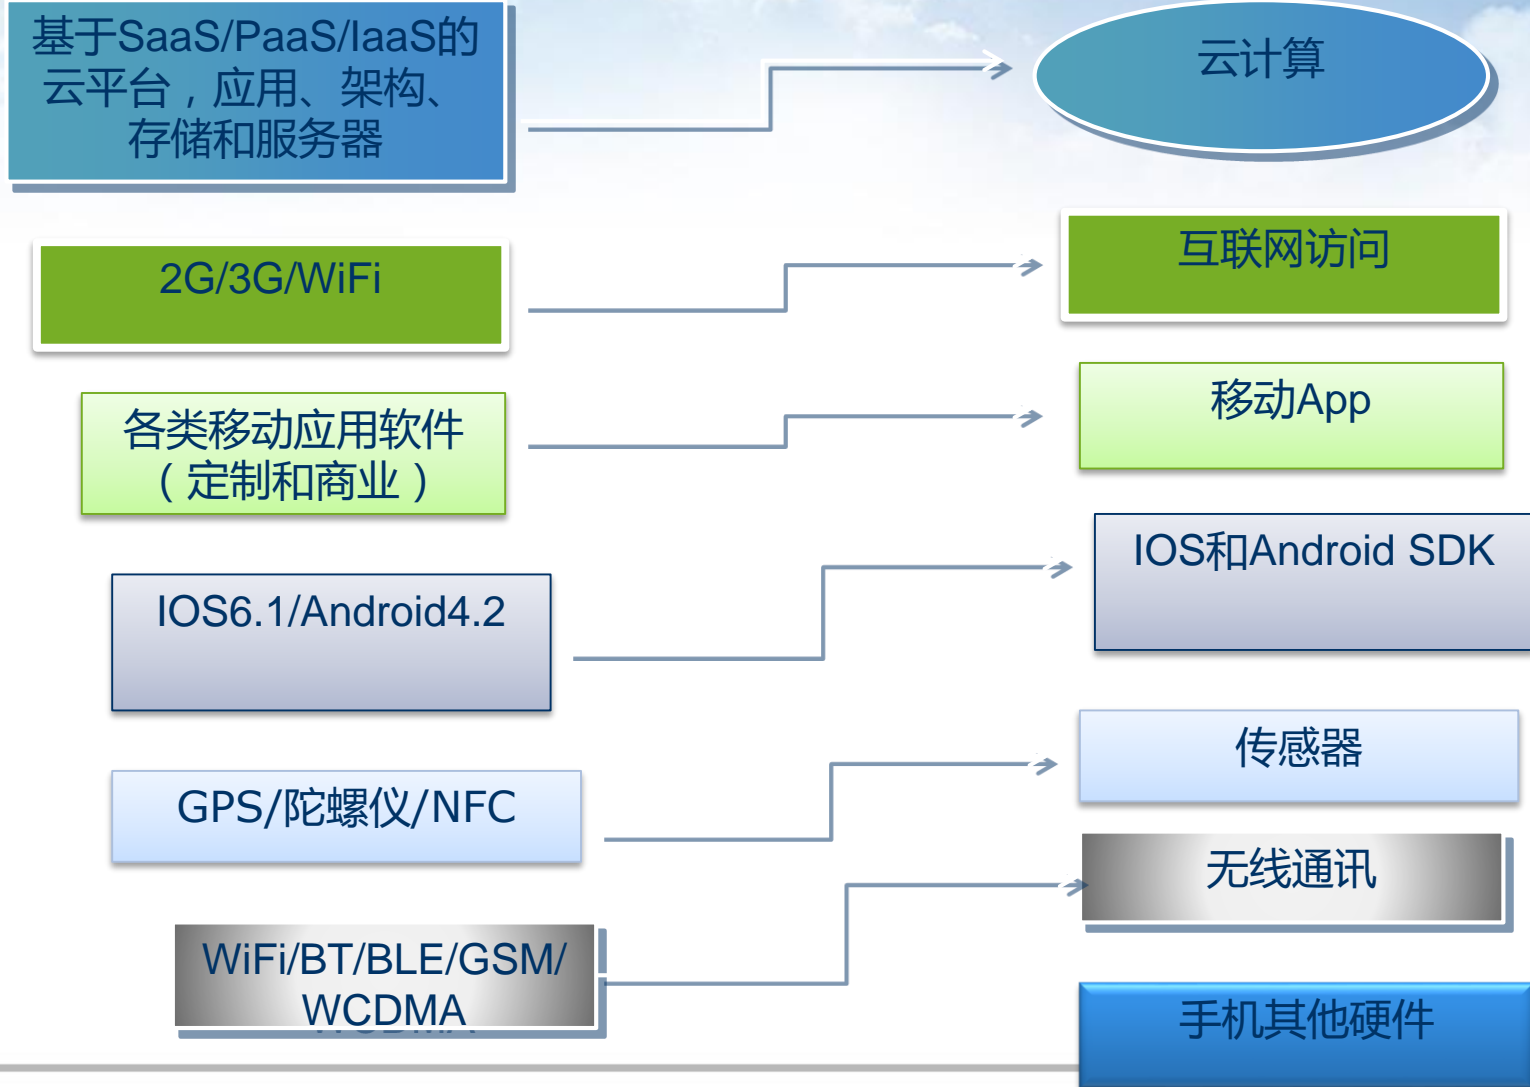 基于SaaS/PaaS/IaaS的
云平台，应用、架构、
存储和服务器
云计算
2G/3G/WiFi
互联网访问
各类移动应用软件
（定制和商业）
移动App
IOS6.1/Android4.2
IOS和Android SDK
GPS/陀螺仪/NFC
传感器
WiFi/BT/BLE/GSM/
WCDMA
无线通讯
手机其他硬件